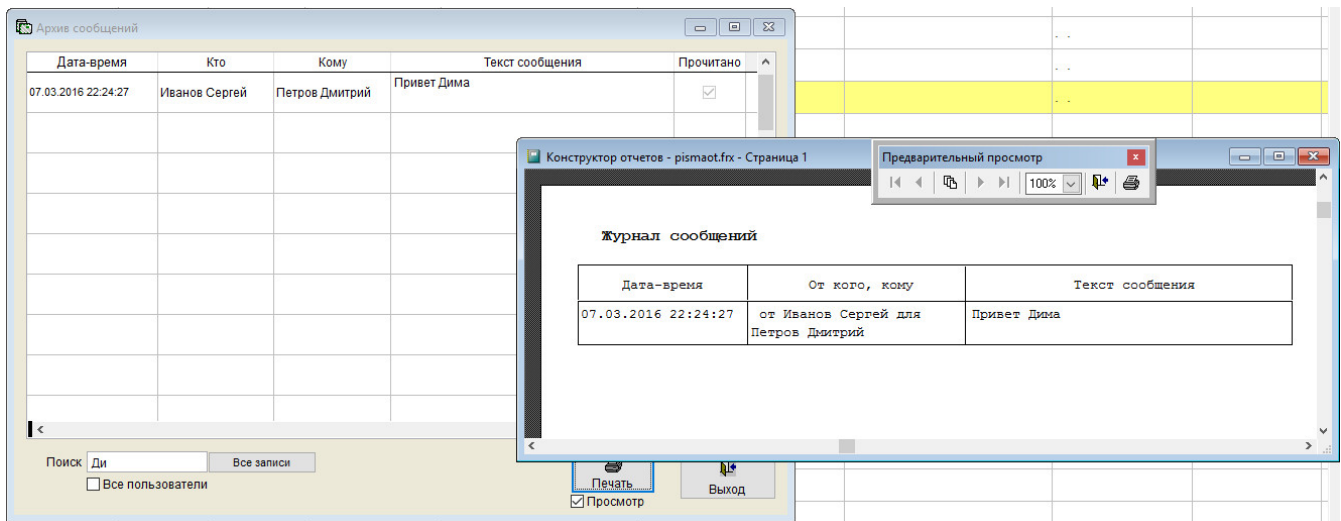 Архив сообщений
Дата-время Кто Кому Текст сообщения Прочитано
07.03.2016 22:24:27 Иванов Сергей Петров Дмитрий Привет Дима
Поиск Ди Все записи
Все пользователи
Печать
Просмотр
Выход
Конструктор отчетов - pismaot.frx - Страница 1
Предварительный просмотр
100%
Журнал сообщений
Дата-время От кого, кому Текст сообщения
07.03.2016 22:24:27 от Иванов Сергей для Привет Дима
Петров Дмитрий